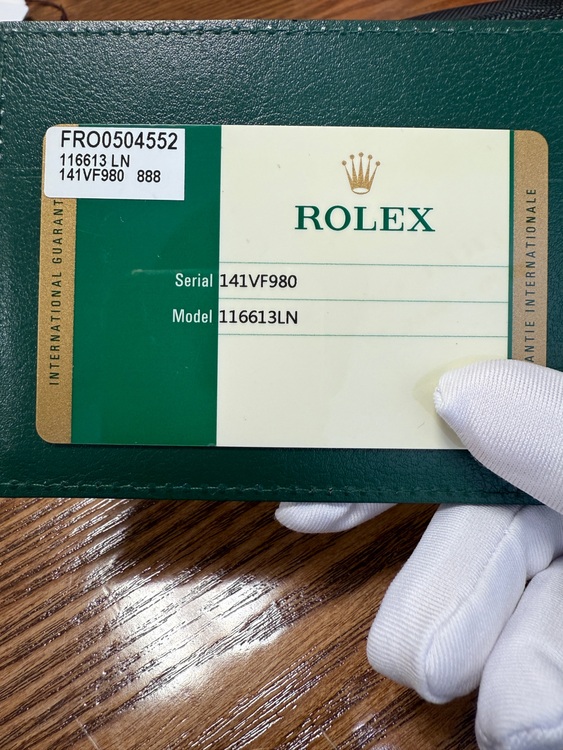 FRO0504552
116613 LN
141VF980 888
INTERNATIONAL GUARANT
ROLEX
Serial 141VF980
Model 116613LN
ANTIE INTERNATIONALE